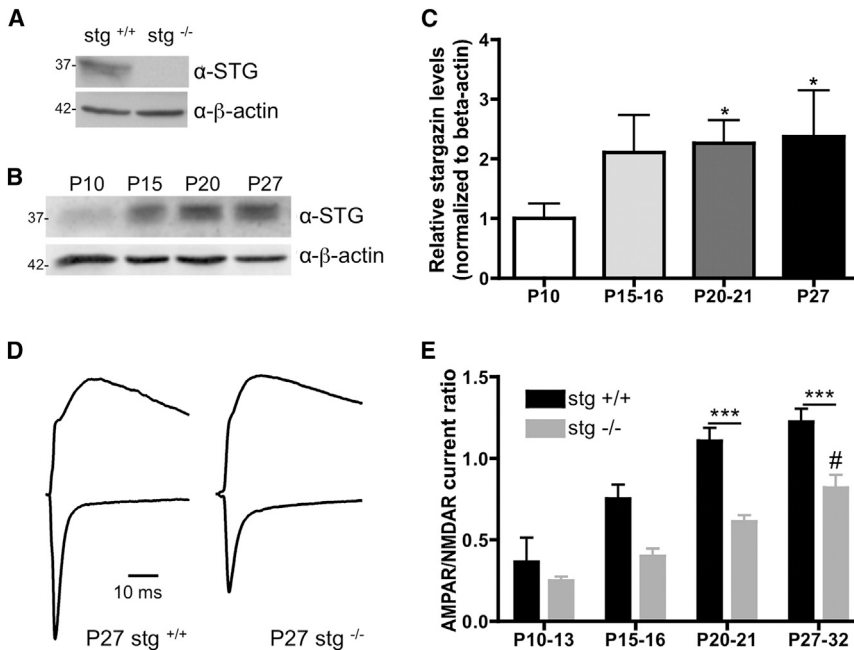 A
stg +/+ stg -/-
37-
α-STG
42-
α-β-actin
B
P10 P15 P20 P27
37-
α-STG
42-
α-β-actin
C
Relative stargazin levels
(normalized to beta-actin)
4
3
2
1
0
* *
P10 P15-16 P20-21 P27
D
10 ms
P27 stg +/+ P27 stg -/-
E
AMPAR/NMDAR current ratio
1.5
1.0
0.5
0.0
stg +/+
stg -/-
*** ***
#
P10-13 P15-16 P20-21 P27-32